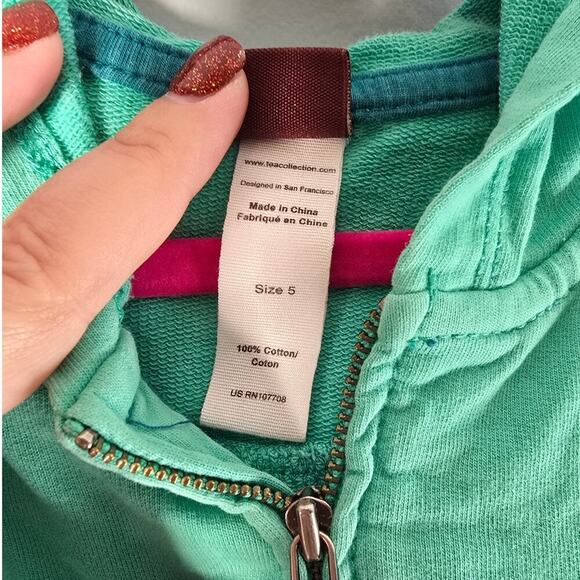 www.teacollection.com
Designed in San Francisco
Made in China
Fabriqué en Chine
Size 5
100% Cotton/
Coton
US RN107708